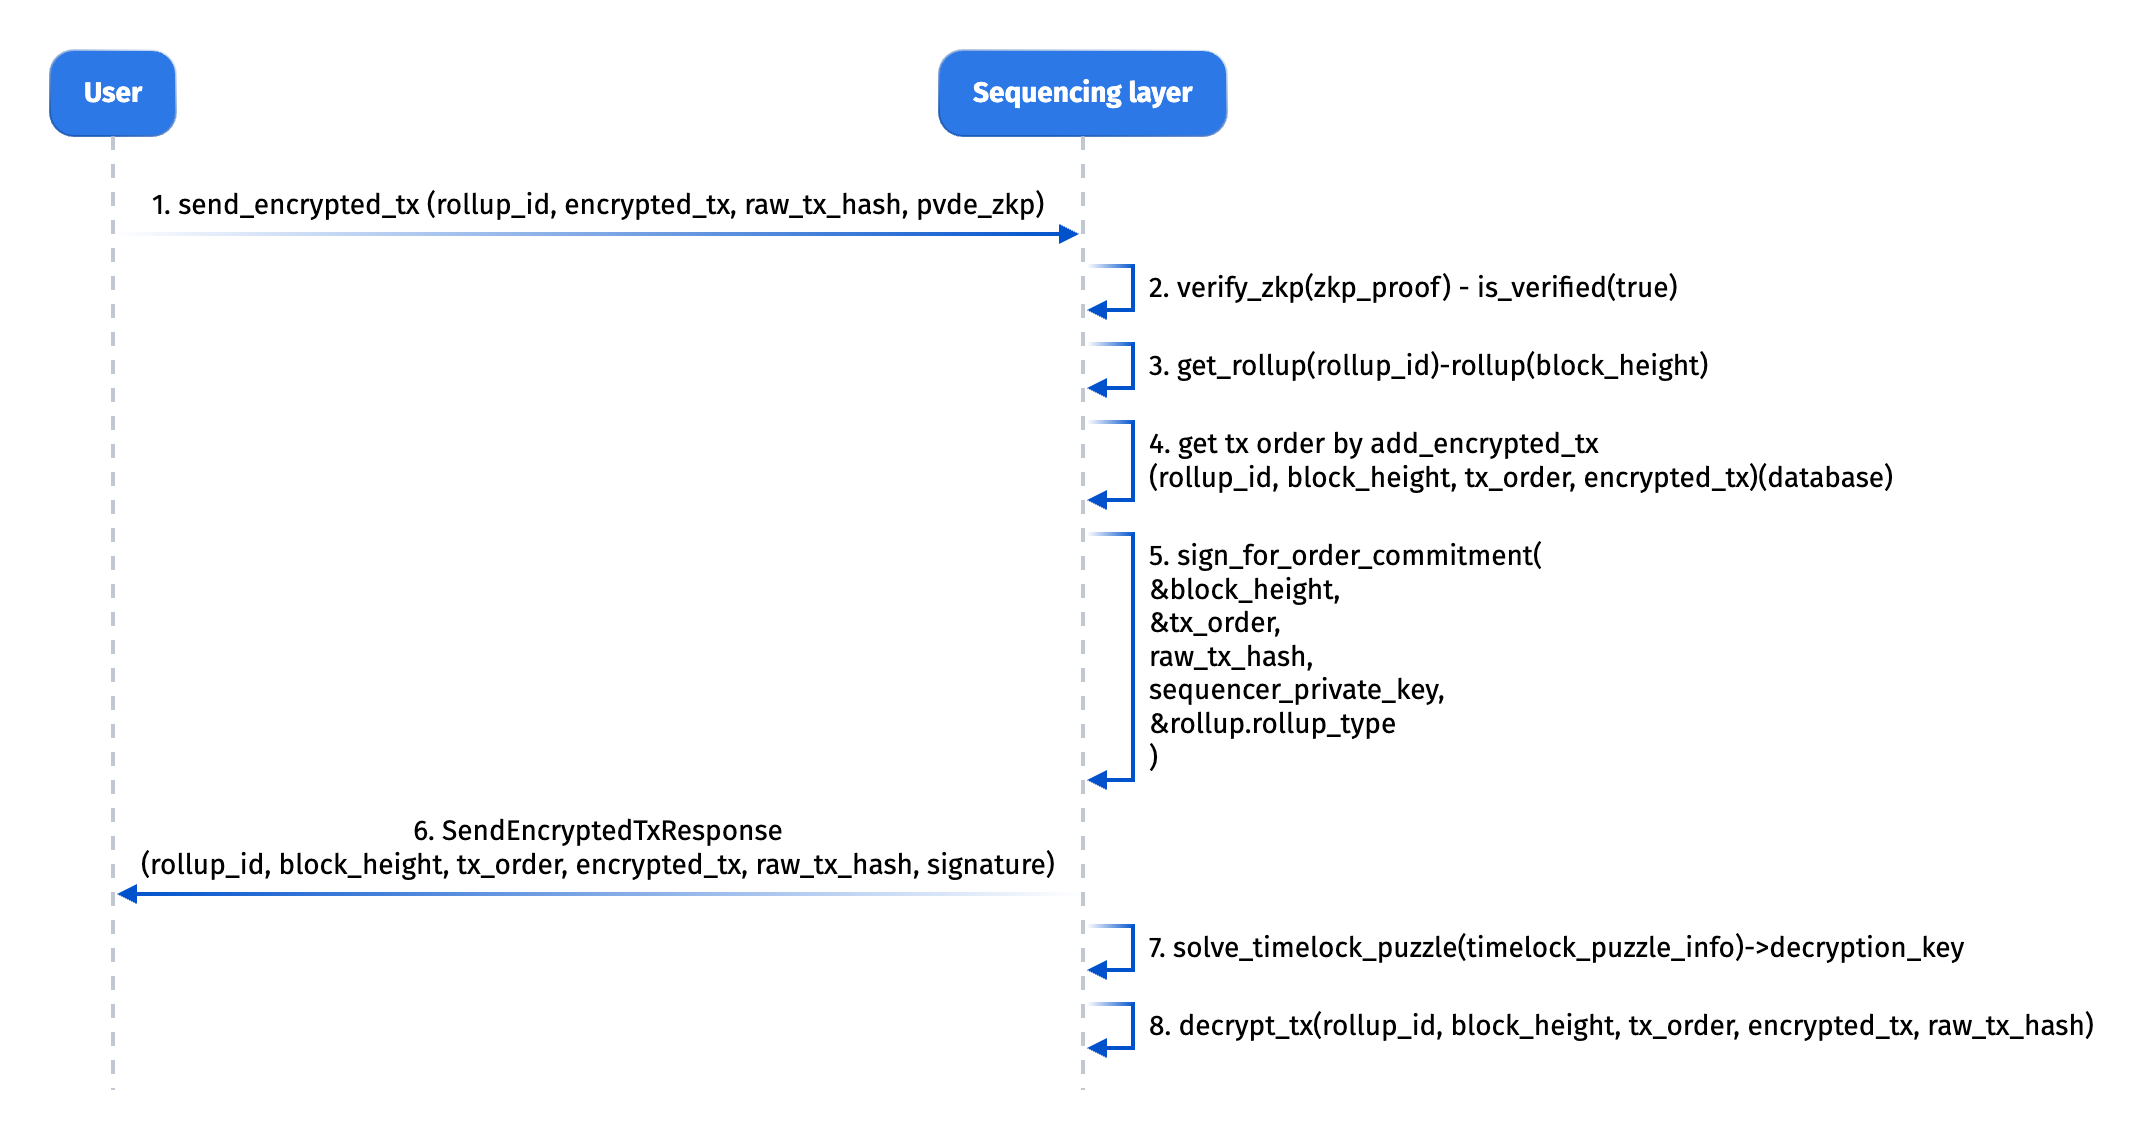 User
Sequencing layer
1. send_encrypted_tx (rollup_id, encrypted_tx, raw_tx_hash, pvde_zkp)
2. verify_zkp(zkp_proof) - is_verified(true)
3. get_rollup(rollup_id)-rollup(block_height)
4. get tx order by add_encrypted_tx
(rollup_id, block_height, tx_order, encrypted_tx)(database)
5. sign_for_order_commitment(
&block_height,
&tx_order,
raw_tx_hash,
sequencer_private_key,
&rollup.rollup_type
)
6. SendEncryptedTxResponse
(rollup_id, block_height, tx_order, encrypted_tx, raw_tx_hash, signature)
7. solve_timelock_puzzle(timelock_puzzle_info)->decryption_key
8. decrypt_tx(rollup_id, block_height, tx_order, encrypted_tx, raw_tx_hash)